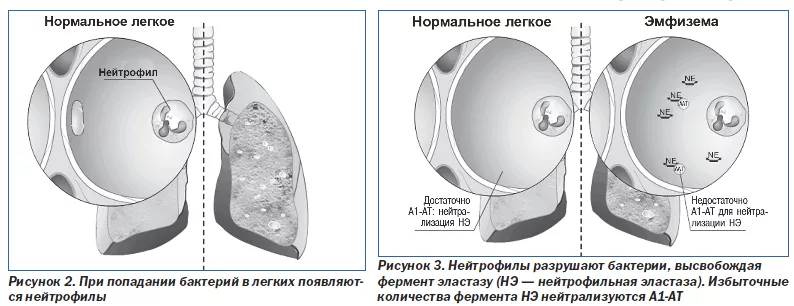 Нормальное легкое
Нейтрофил
Рисунок 2. При попадании бактерий в легких появляют-
ся нейтрофилы
Нормальное легкое
Эмфизема
NE
NE
AAT
NE
AAT
NE
Достаточно
А1-АТ: нейтра-
лизация НЭ
Недостаточно
А1-АТ для нейтра-
лизации НЭ
Рисунок 3. Нейтрофилы разрушают бактерии, высвобождая
фермент эластазу (НЭ — нейтрофильная эластаза). Избыточные
количества фермента НЭ нейтрализуются А1-АТ